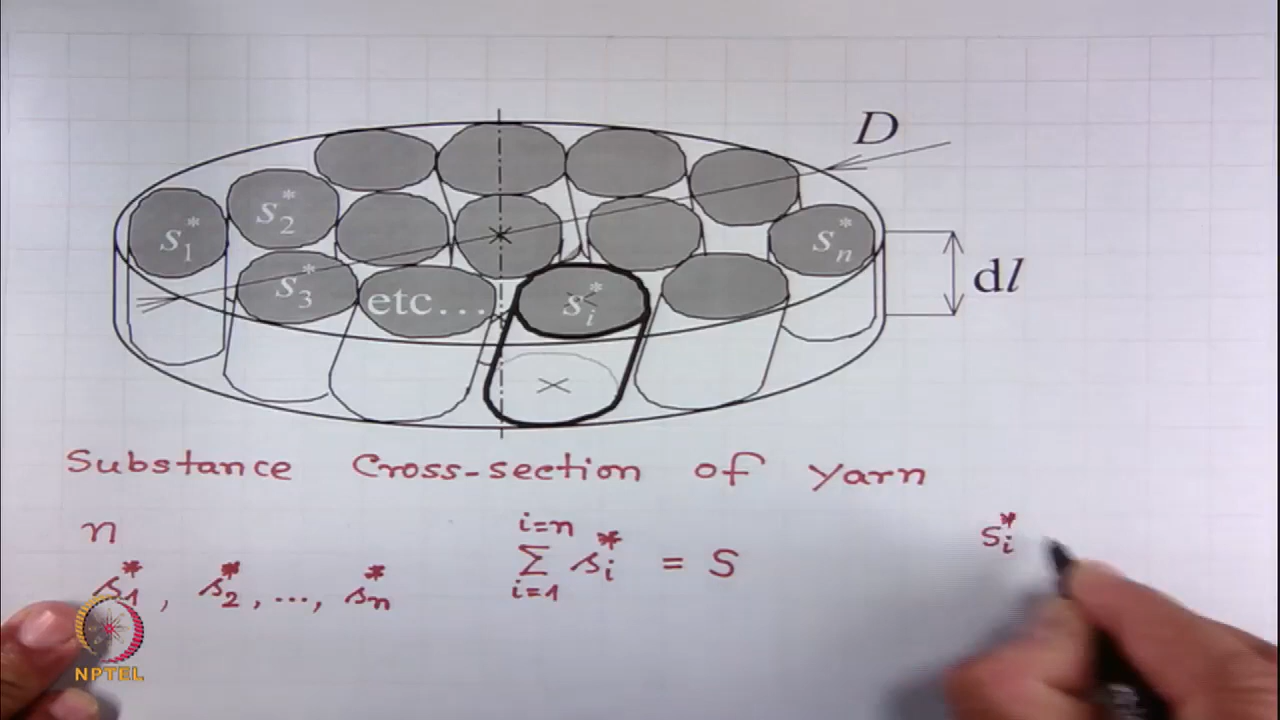 D
s₁* s₂* sₙ*
s₃* etc... sᵢ* dl
Substance Cross-section of Yarn
n
s₁*, s₂*, ..., sₙ*
i=n
∑ sᵢ* = S
i=1
sᵢ*
NPTEL